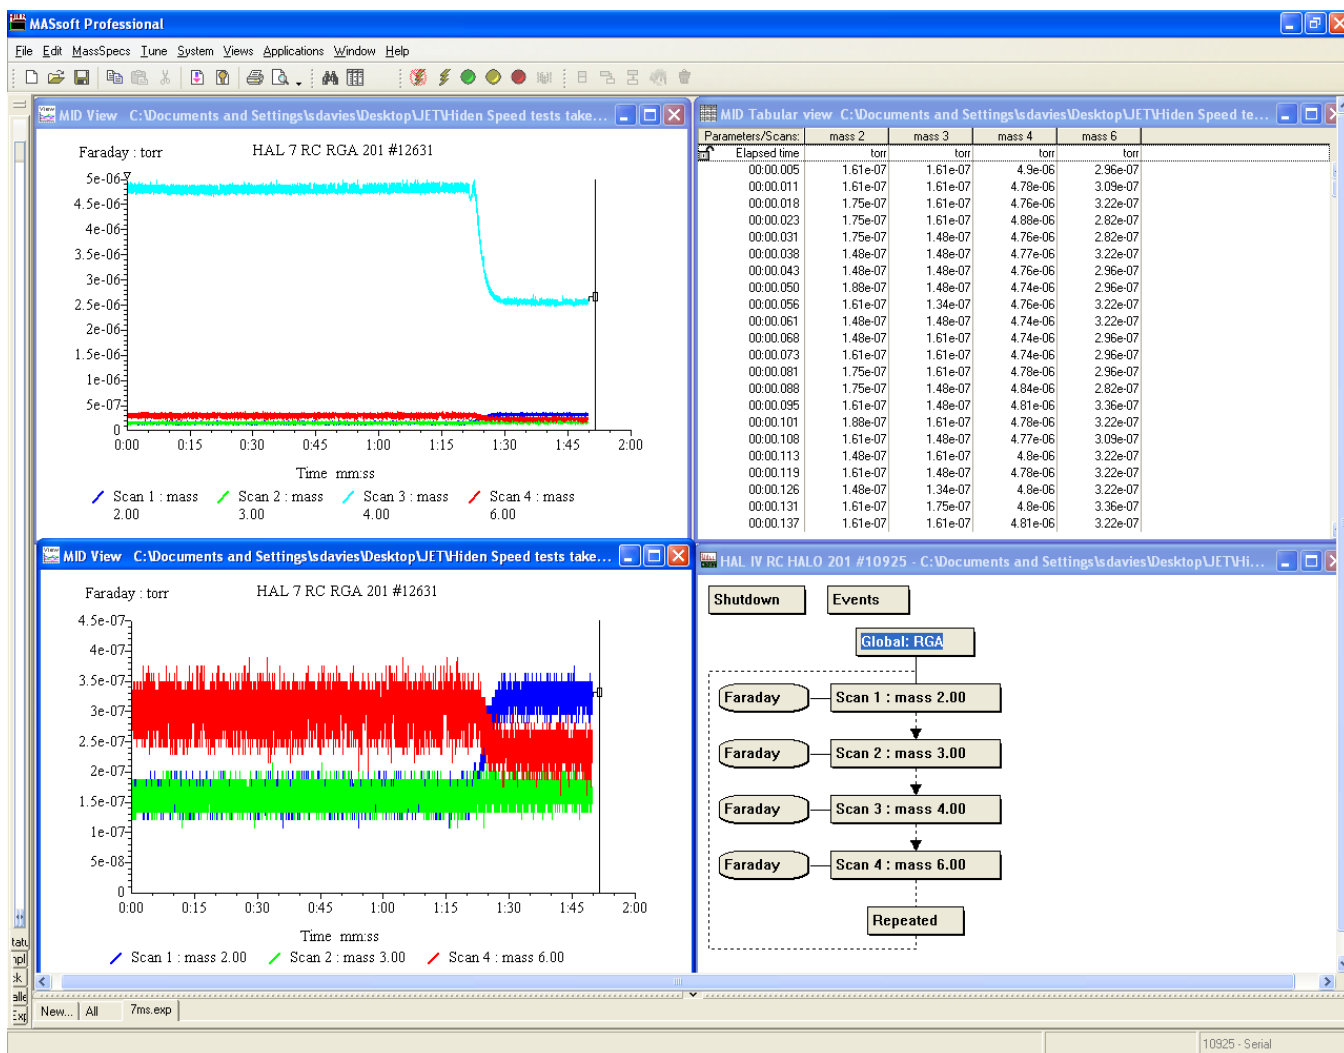 MASsoft Professional
File Edit MassSpecs Tune System Views Applications Window Help
MID View C:\Documents and Settings\sdavies\Desktop\JET\Hiden Speed tests take...
Faraday : torr HAL 7 RC RGA 201 #12631
5e-06
4.5e-06
4e-06
3.5e-06
3e-06
2.5e-06
2e-06
1.5e-06
1e-06
5e-07
0
0:00 0:15 0:30 0:45 1:00 1:15 1:30 1:45 2:00
Time mm:ss
Scan 1 : mass 2.00 Scan 2 : mass 3.00 Scan 3 : mass 4.00 Scan 4 : mass 6.00
MID Tabular view C:\Documents and Settings\sdavies\Desktop\JET\Hiden Speed te...
Parameters/Scans: mass 2 mass 3 mass 4 mass 6
Elapsed time torr torr torr torr
00:00.005 1.61e-07 1.61e-07 4.9e-06 2.96e-07
00:00.011 1.61e-07 1.61e-07 4.78e-06 3.09e-07
00:00.018 1.75e-07 1.61e-07 4.76e-06 3.22e-07
00:00.023 1.75e-07 1.61e-07 4.88e-06 2.82e-07
00:00.031 1.75e-07 1.48e-07 4.76e-06 2.82e-07
00:00.038 1.48e-07 1.48e-07 4.77e-06 3.22e-07
00:00.043 1.48e-07 1.48e-07 4.76e-06 2.96e-07
00:00.050 1.88e-07 1.48e-07 4.74e-06 2.96e-07
00:00.056 1.61e-07 1.34e-07 4.76e-06 3.22e-07
00:00.061 1.48e-07 1.48e-07 4.74e-06 3.22e-07
00:00.068 1.48e-07 1.61e-07 4.74e-06 2.96e-07
00:00.073 1.61e-07 1.61e-07 4.74e-06 2.96e-07
00:00.081 1.75e-07 1.61e-07 4.78e-06 2.96e-07
00:00.088 1.75e-07 1.48e-07 4.84e-06 2.82e-07
00:00.095 1.61e-07 1.48e-07 4.81e-06 3.36e-07
00:00.101 1.88e-07 1.61e-07 4.78e-06 3.22e-07
00:00.108 1.61e-07 1.48e-07 4.77e-06 3.09e-07
00:00.113 1.48e-07 1.61e-07 4.8e-06 3.22e-07
00:00.119 1.61e-07 1.48e-07 4.78e-06 3.22e-07
00:00.126 1.48e-07 1.34e-07 4.8e-06 3.22e-07
00:00.131 1.61e-07 1.75e-07 4.8e-06 3.36e-07
00:00.137 1.61e-07 1.61e-07 4.81e-06 3.22e-07
MID View C:\Documents and Settings\sdavies\Desktop\JET\Hiden Speed tests take...
Faraday : torr HAL 7 RC RGA 201 #12631
4.5e-07
4e-07
3.5e-07
3e-07
2.5e-07
2e-07
1.5e-07
1e-07
5e-08
0
0:00 0:15 0:30 0:45 1:00 1:15 1:30 1:45 2:00
Time mm:ss
Scan 1 : mass 2.00 Scan 2 : mass 3.00 Scan 4 : mass 6.00
HAL IV RC HALO 201 #10925 - C:\Documents and Settings\sdavies\Desktop\JET\Hi...
Shutdown Events
Global: RGA
Faraday Scan 1 : mass 2.00
Faraday Scan 2 : mass 3.00
Faraday Scan 3 : mass 4.00
Faraday Scan 4 : mass 6.00
Repeated
New... All 7ms.exp
10925 - Serial